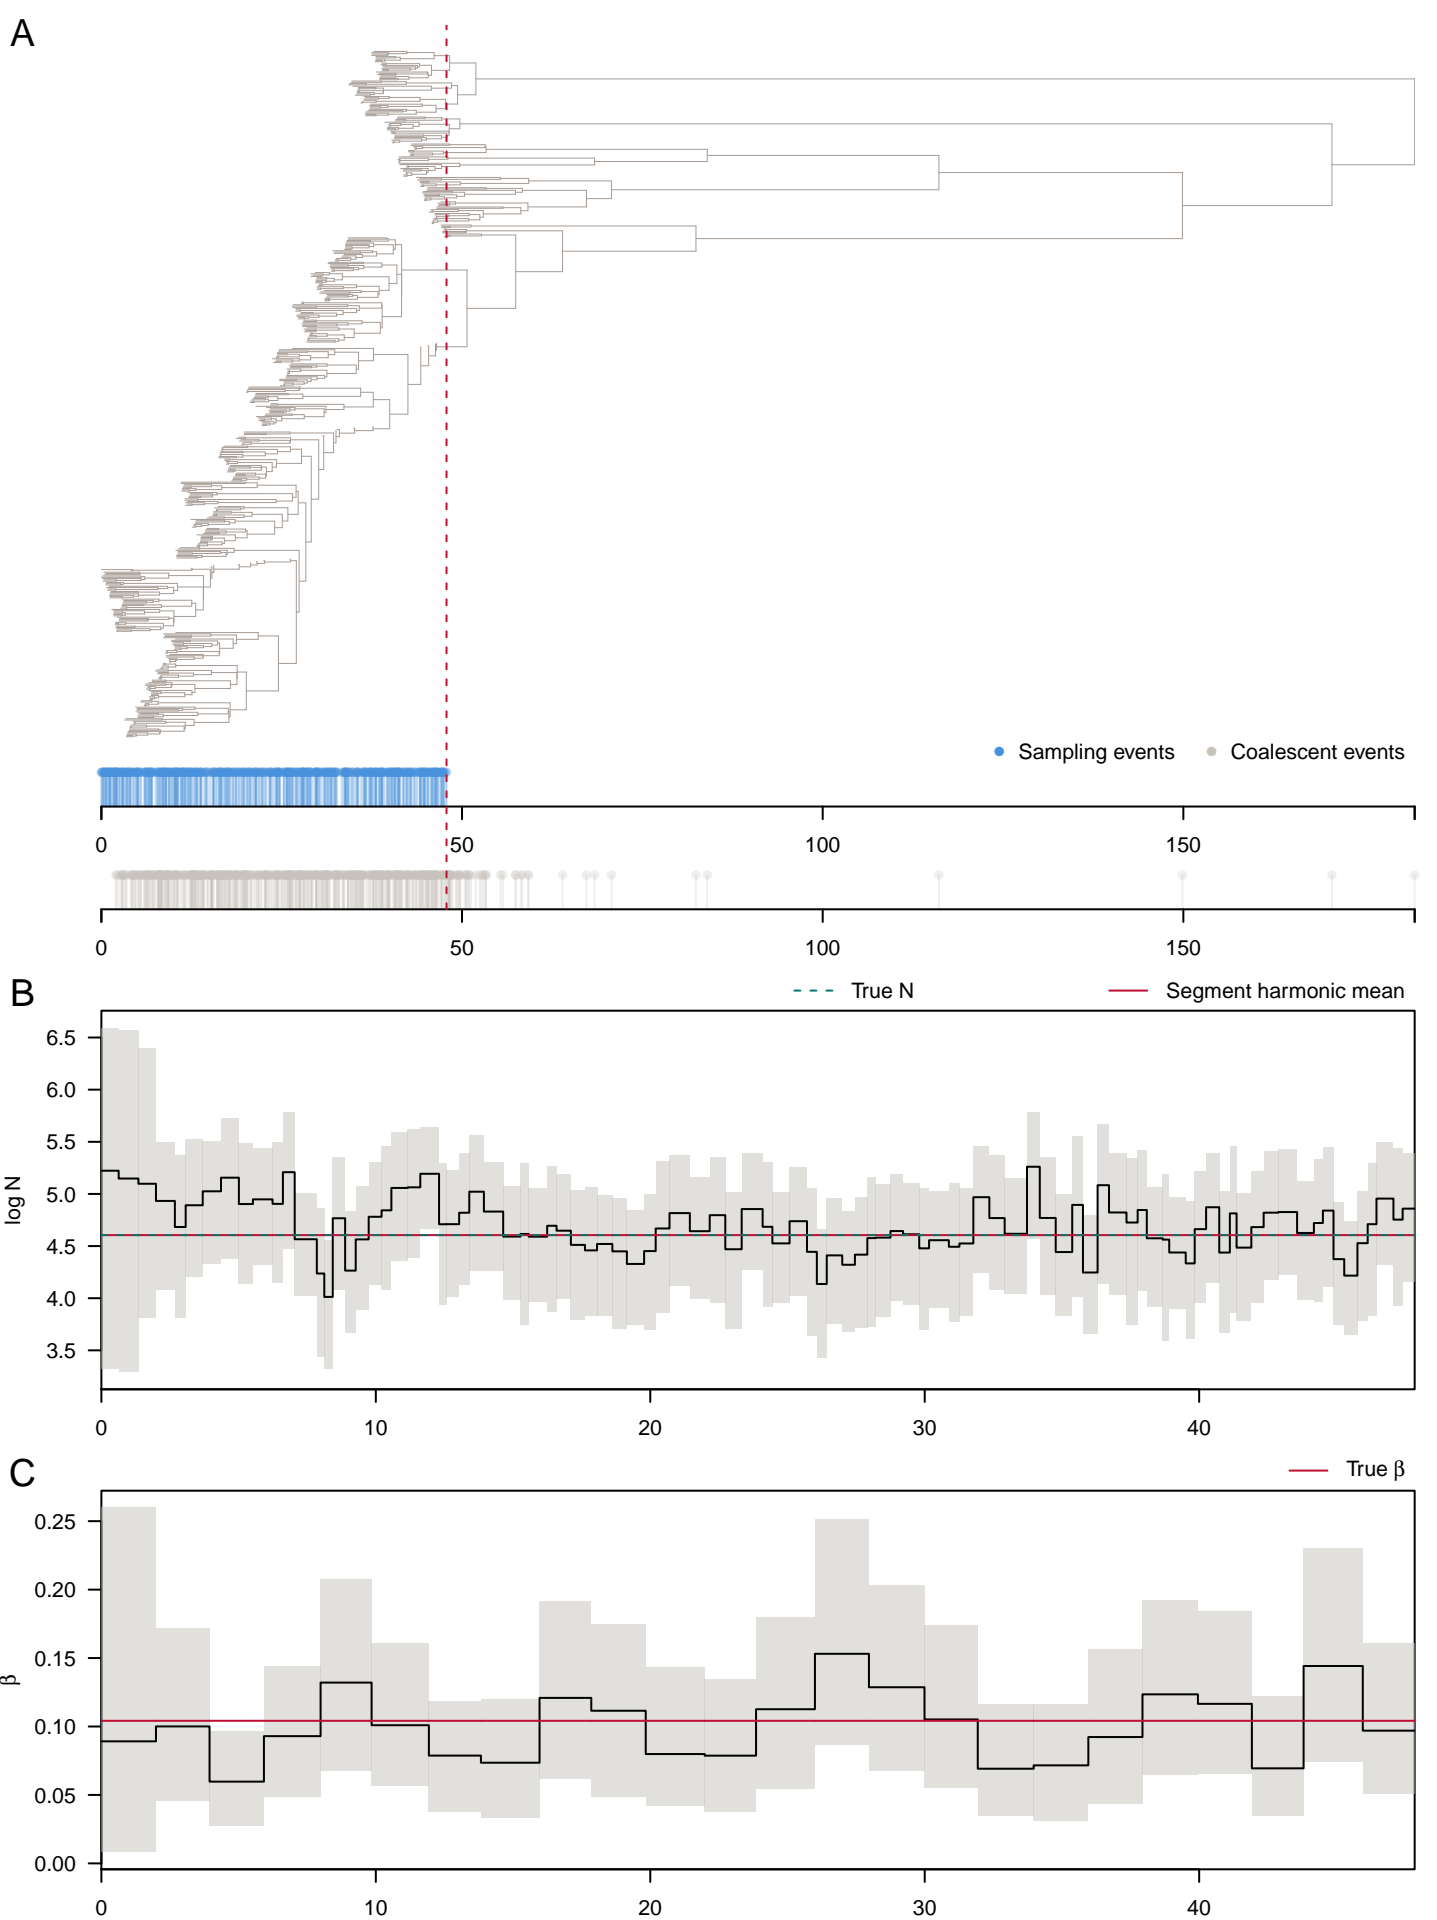 A
Sampling events Coalescent events
0 50 100 150
0 50 100 150
B
True N Segment harmonic mean
log N
6.5
6.0
5.5
5.0
4.5
4.0
3.5
0 10 20 30 40
C
True β
β
0.25
0.20
0.15
0.10
0.05
0.00
0 10 20 30 40